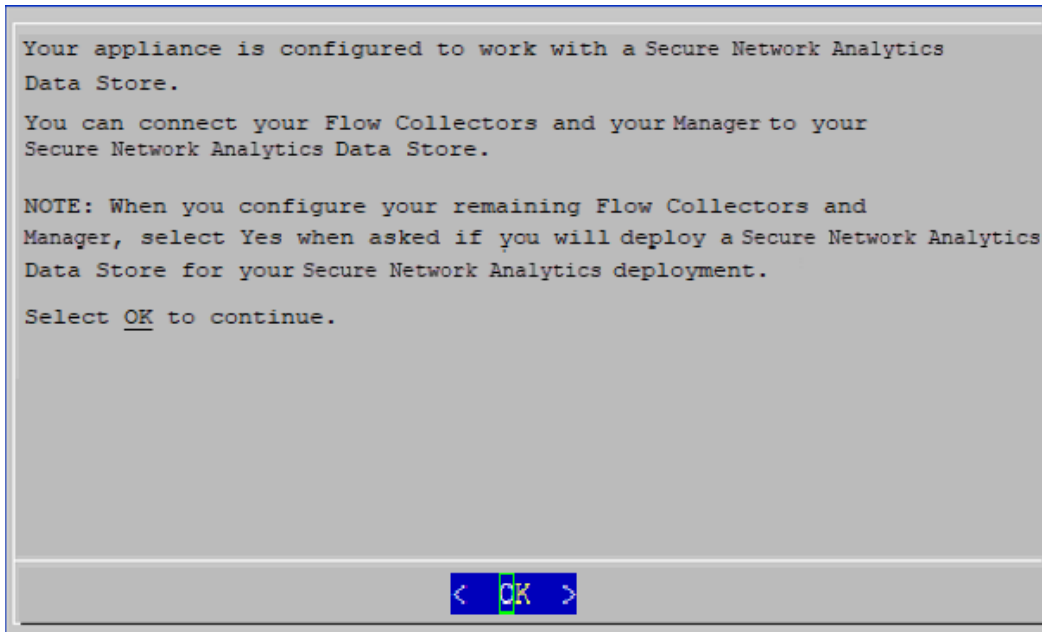 Your appliance is configured to work with a Secure Network Analytics
Data Store.
You can connect your Flow Collectors and your Manager to your
Secure Network Analytics Data Store.
NOTE: When you configure your remaining Flow Collectors and
Manager, select Yes when asked if you will deploy a Secure Network Analytics
Data Store for your Secure Network Analytics deployment.
Select OK to continue.
< OK >